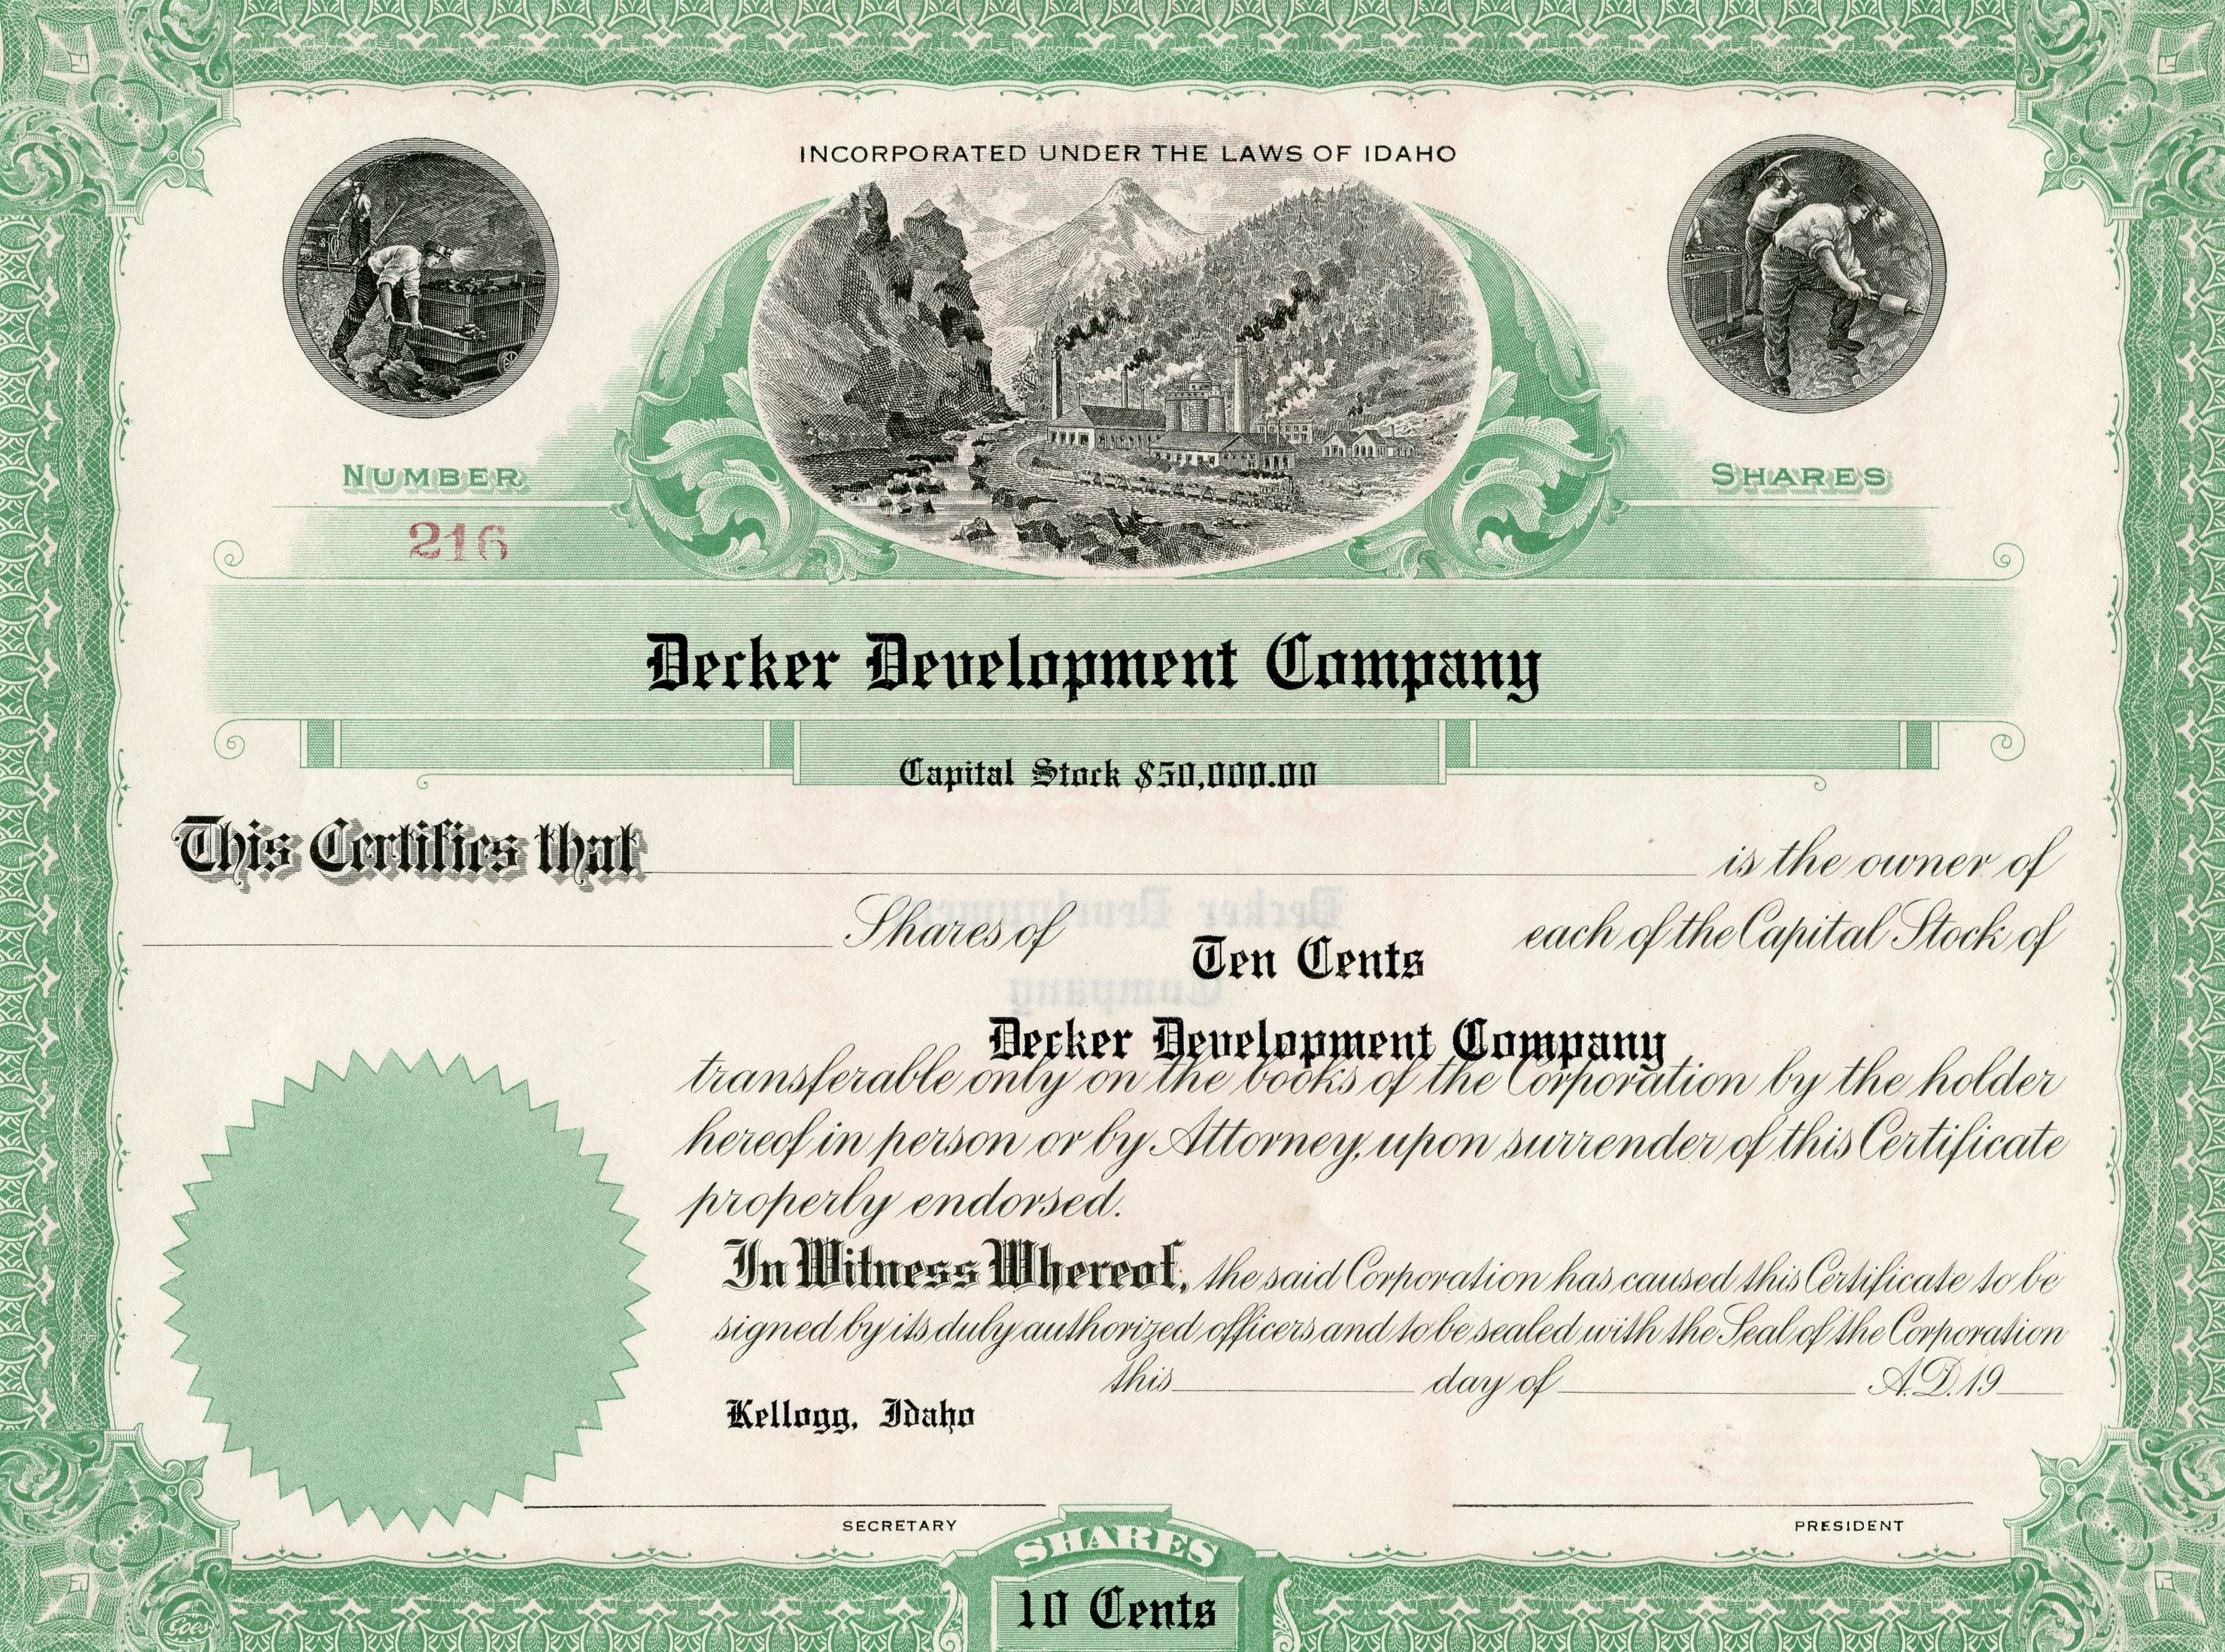 INCORPORATED UNDER THE LAWS OF IDAHO
NUMBER
SHARES
216
Decker Development Company
Capital Stock $50,000.00
This Certifies that is the owner of
Shares of Ten Cents each of the Capital Stock of
Decker Development Company
transferable only on the books of the Corporation by the holder
hereof in person or by Attorney, upon surrender of this Certificate
properly endorsed.
In Witness Whereof, the said Corporation has caused this Certificate to be
signed by its duly authorized officers and to be sealed with the Seal of the Corporation
this day of A.D. 19
Kellogg, Idaho
SECRETARY
PRESIDENT
SHARES
10 Cents
Goes